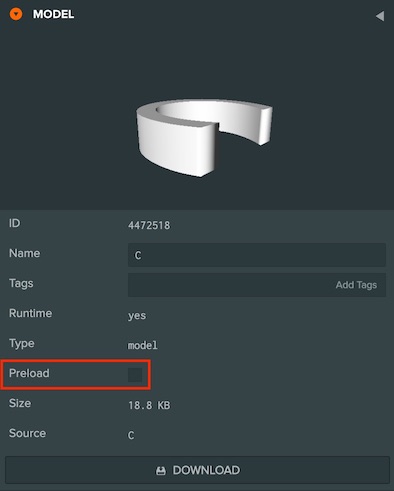 MODEL
ID 4472518
Name C
Tags Add Tags
Runtime yes
Type model
Preload
Size 18.8 KB
Source C
DOWNLOAD